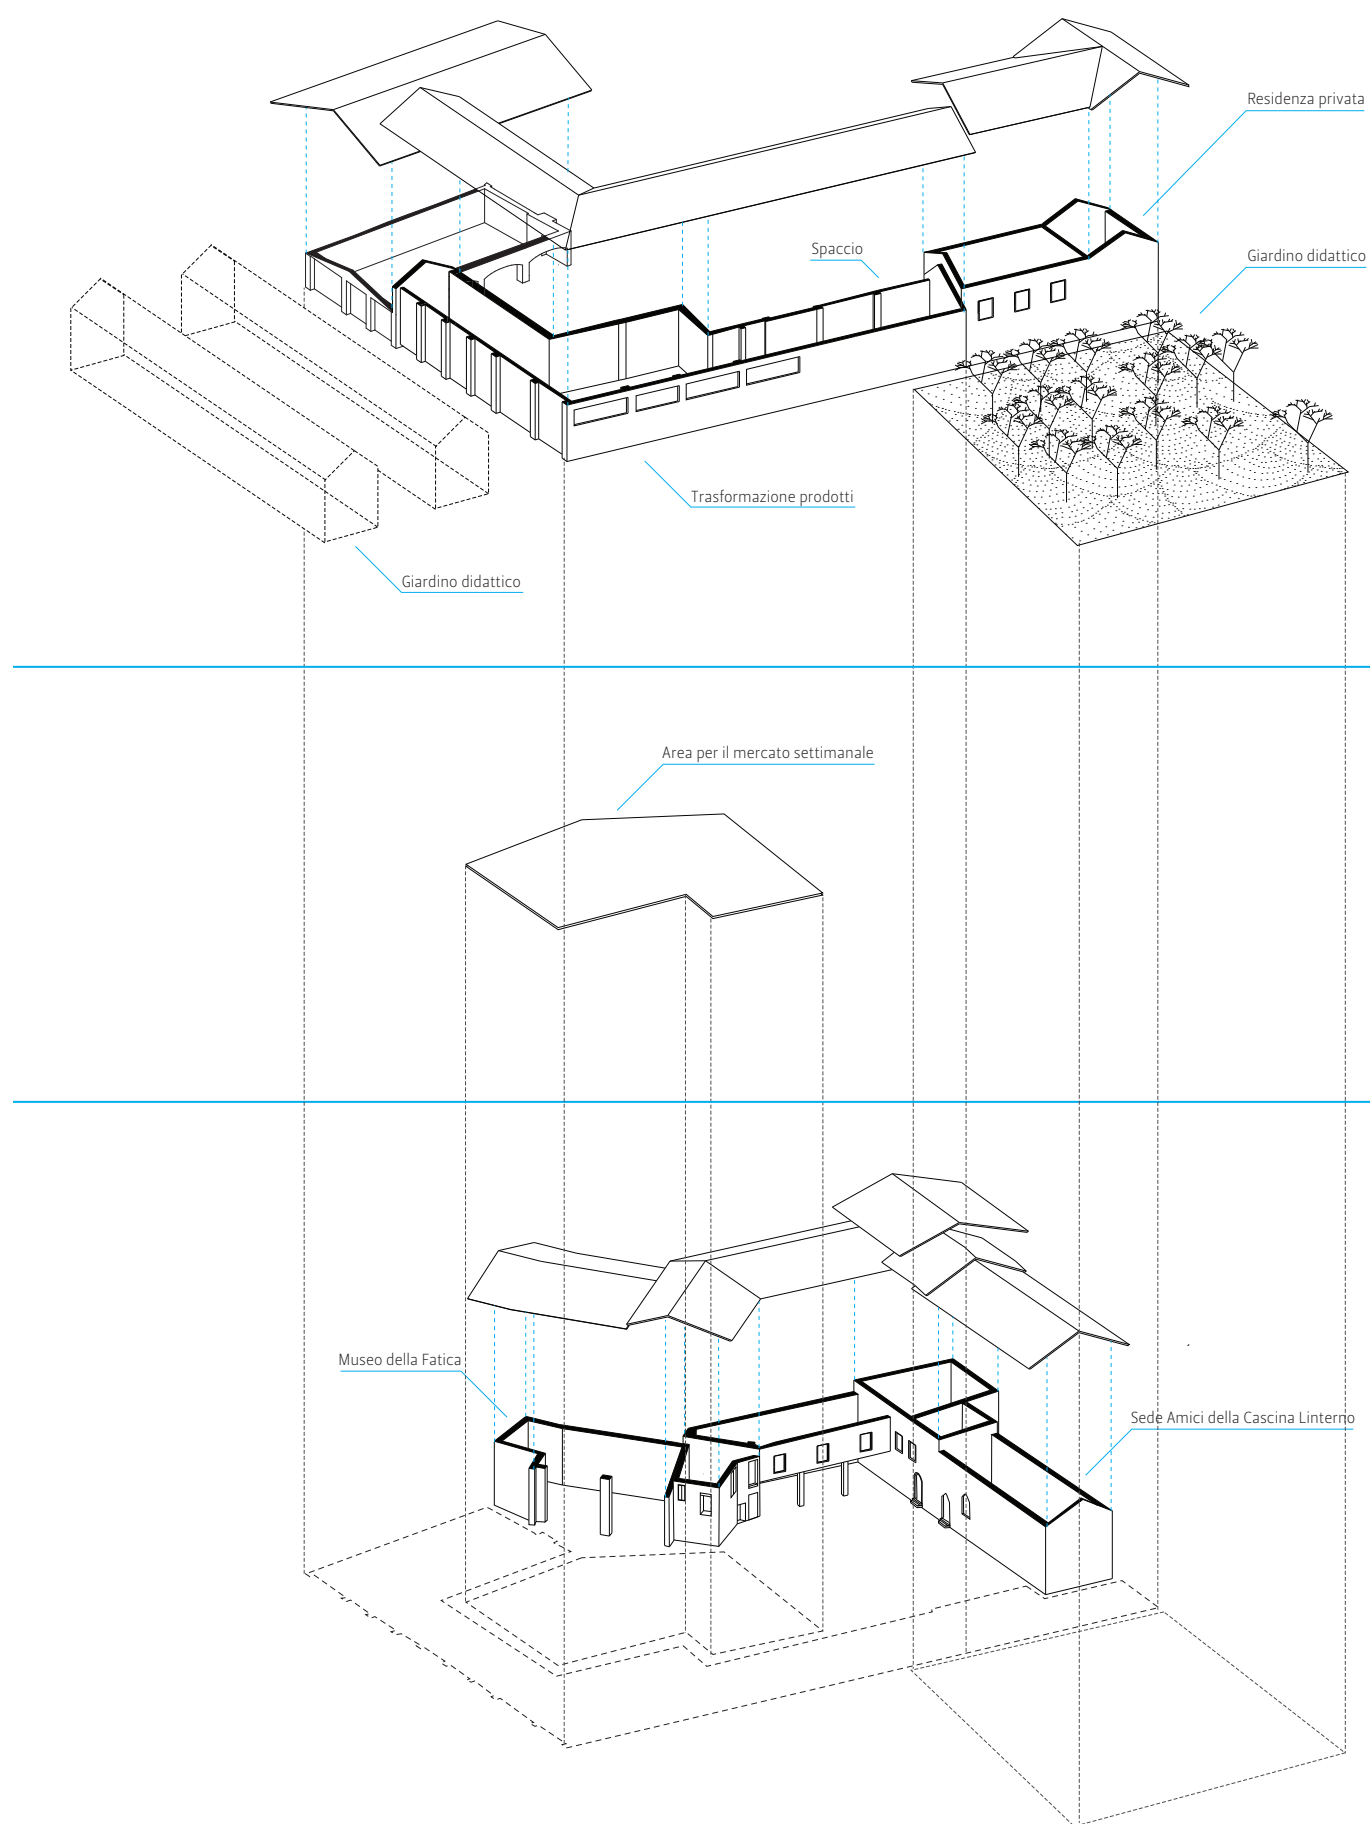 Residenza privata
Spaccio
Giardino didattico
Trasformazione prodotti
Giardino didattico
Area per il mercato settimanale
Museo della Fatica
Sede Amici della Cascina Linterno